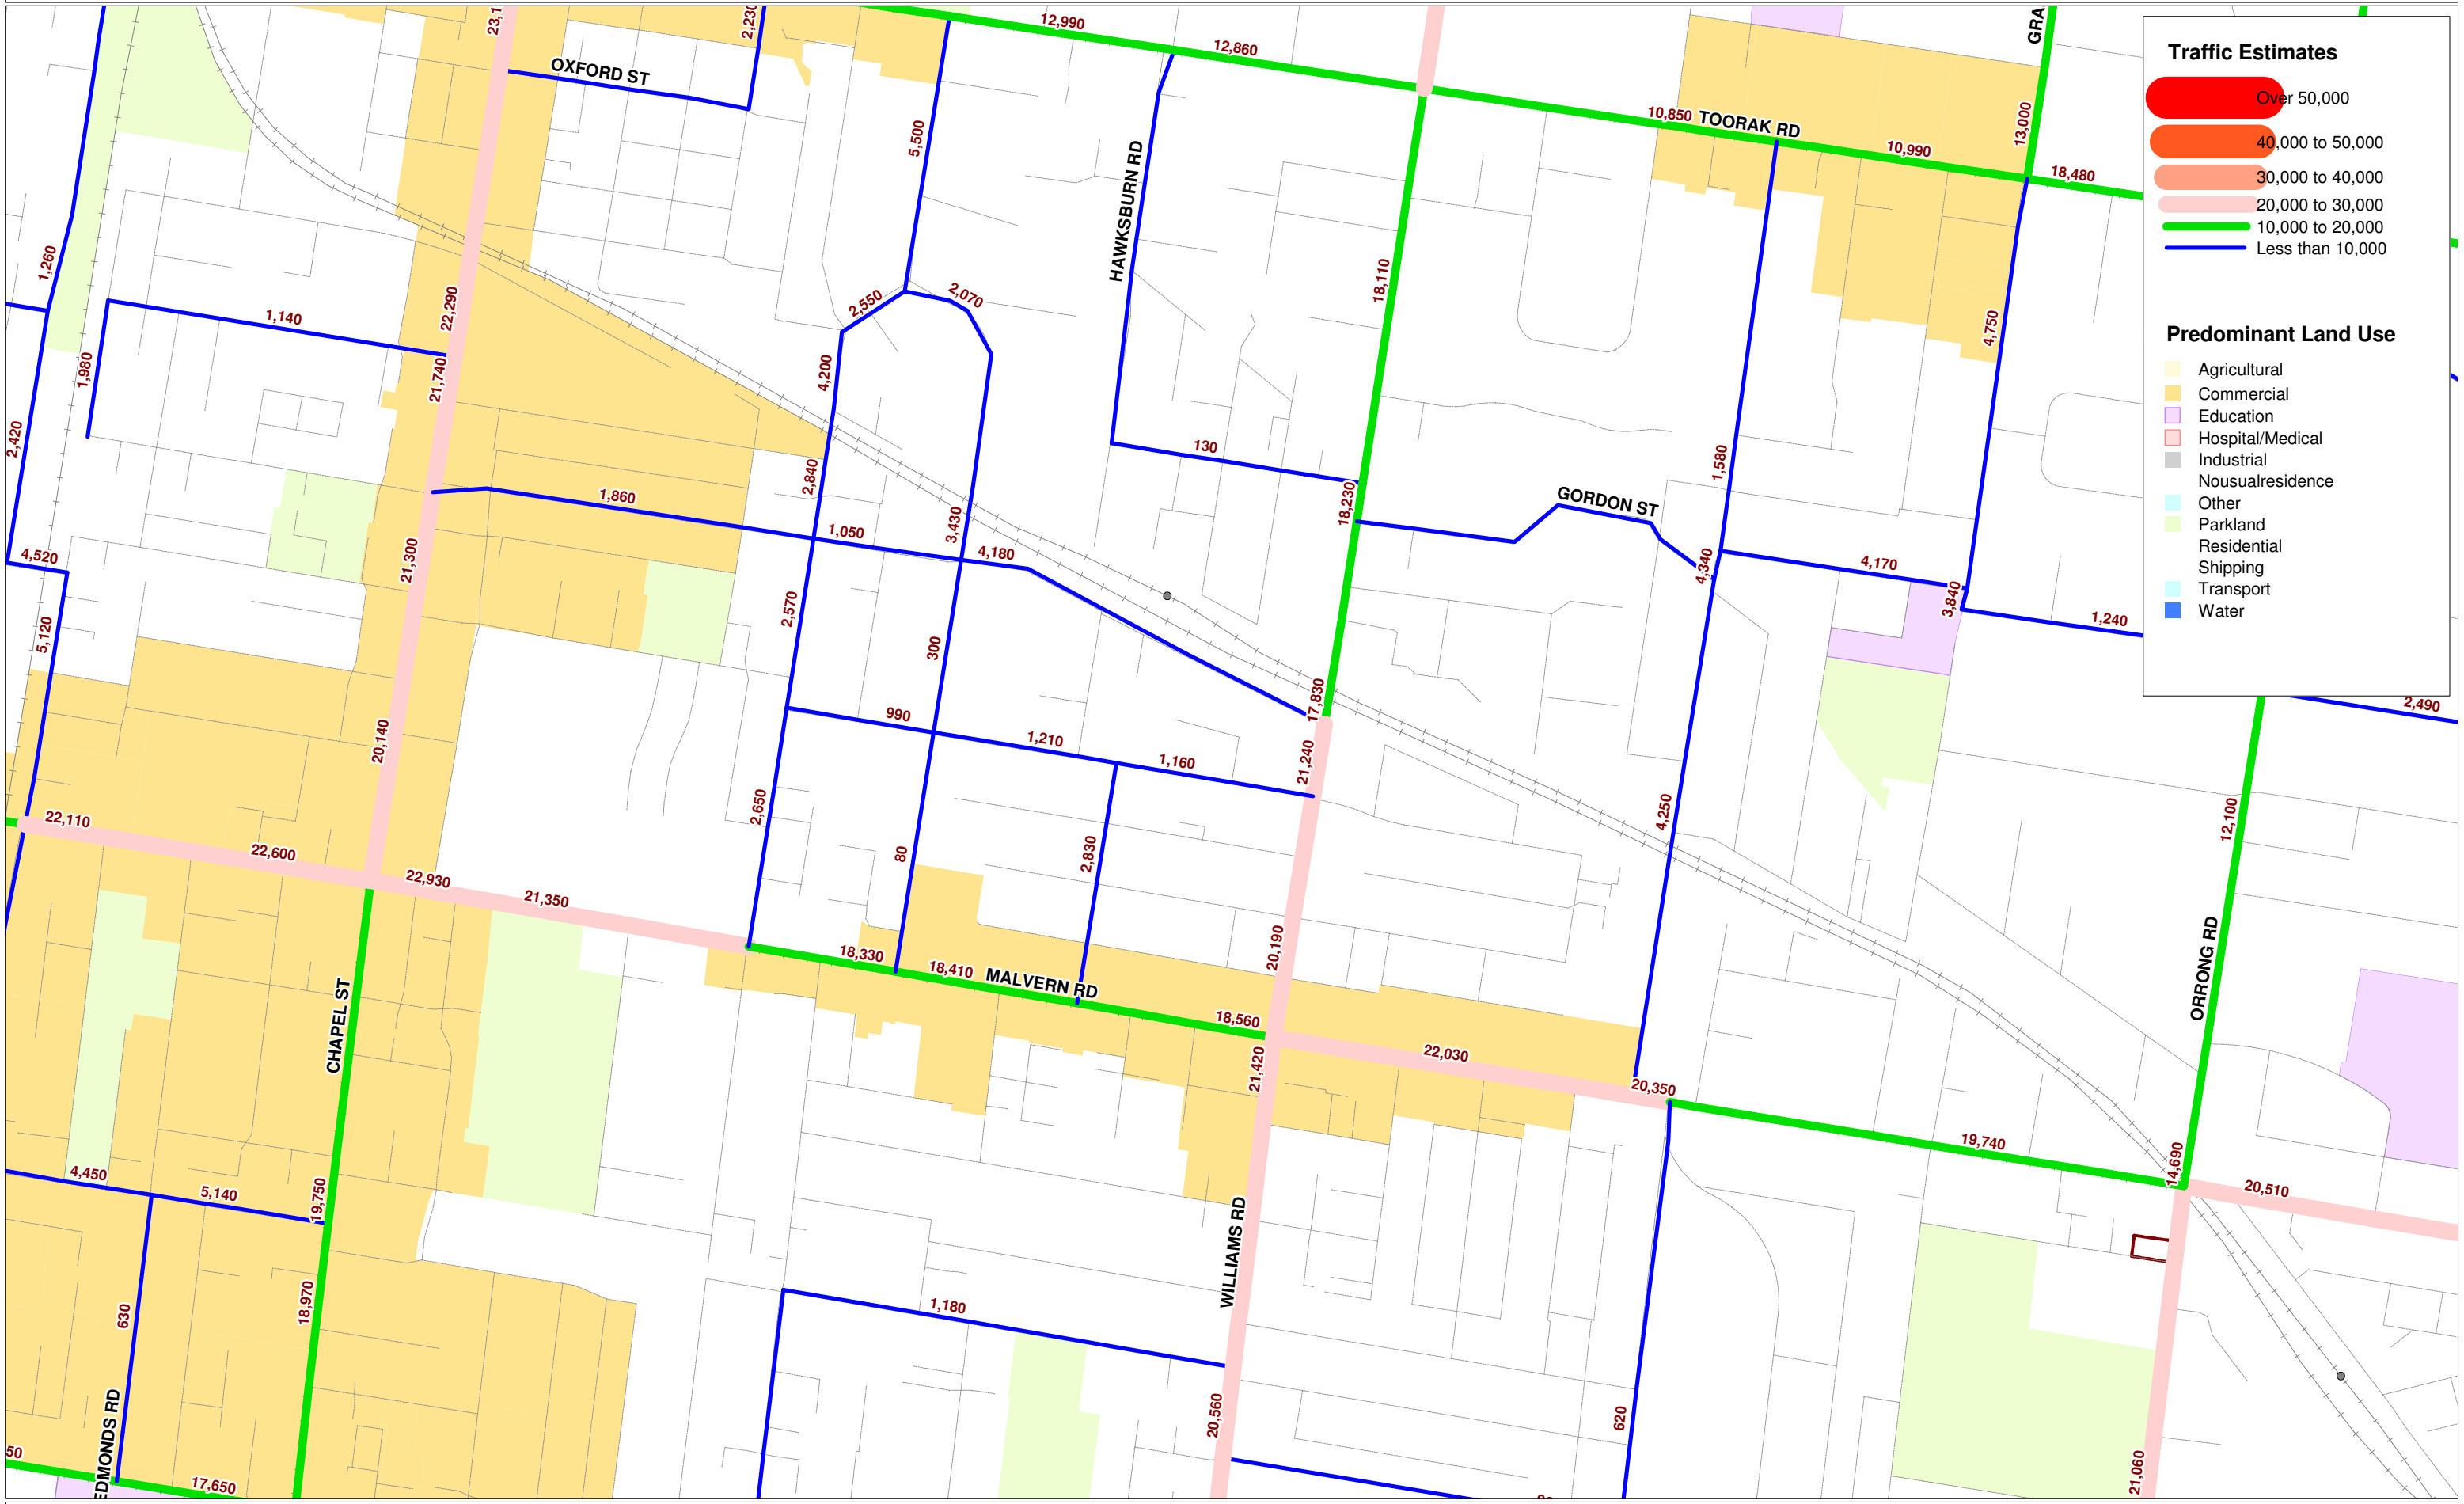 23,1
2,230
12,990
12,860
GRA
OXFORD ST
10,850
TOORAK RD
10,990
13,000
18,480
5,500
HAWKSBURN RD
1,260
22,290
1,140
2,550
2,070
18,110
4,750
1,980
21,740
4,200
2,420
130
1,580
2,840
1,860
18,230
GORDON ST
3,430
1,050
4,180
4,520
21,300
4,340
4,170
3,840
1,240
5,120
2,570
300
17,830
2,490
20,140
990
1,210
1,160
21,240
2,650
4,250
12,100
22,110
22,600
80
2,830
22,930
21,350
20,190
18,330
18,410
MALVERN RD
ORRONG RD
CHAPEL ST
18,560
21,420
22,030
20,350
19,740
14,690
20,510
4,450
5,140
19,750
WILLIAMS RD
630
18,970
1,180
20,560
620
EDMONDS RD
50
17,650
21,060
Traffic Estimates
Over 50,000
40,000 to 50,000
30,000 to 40,000
20,000 to 30,000
10,000 to 20,000
Less than 10,000
Predominant Land Use
Agricultural
Commercial
Education
Hospital/Medical
Industrial
Nousualresidence
Other
Parkland
Residential
Shipping
Transport
Water